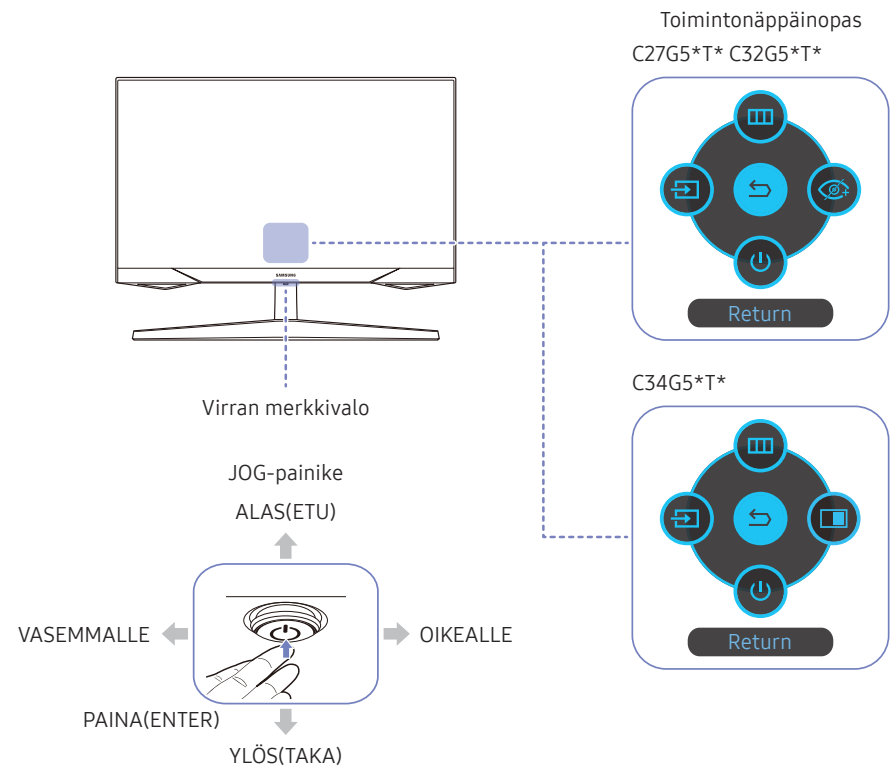 Toimintonäppäinopas
C27G5*T* C32G5*T*
SAMSUNG
Return
Virran merkkivalo
C34G5*T*
JOG-painike
ALAS(ETU)
VASEMMALLE
OIKEALLE
Return
PAINA(ENTER)
YLÖS(TAKA)